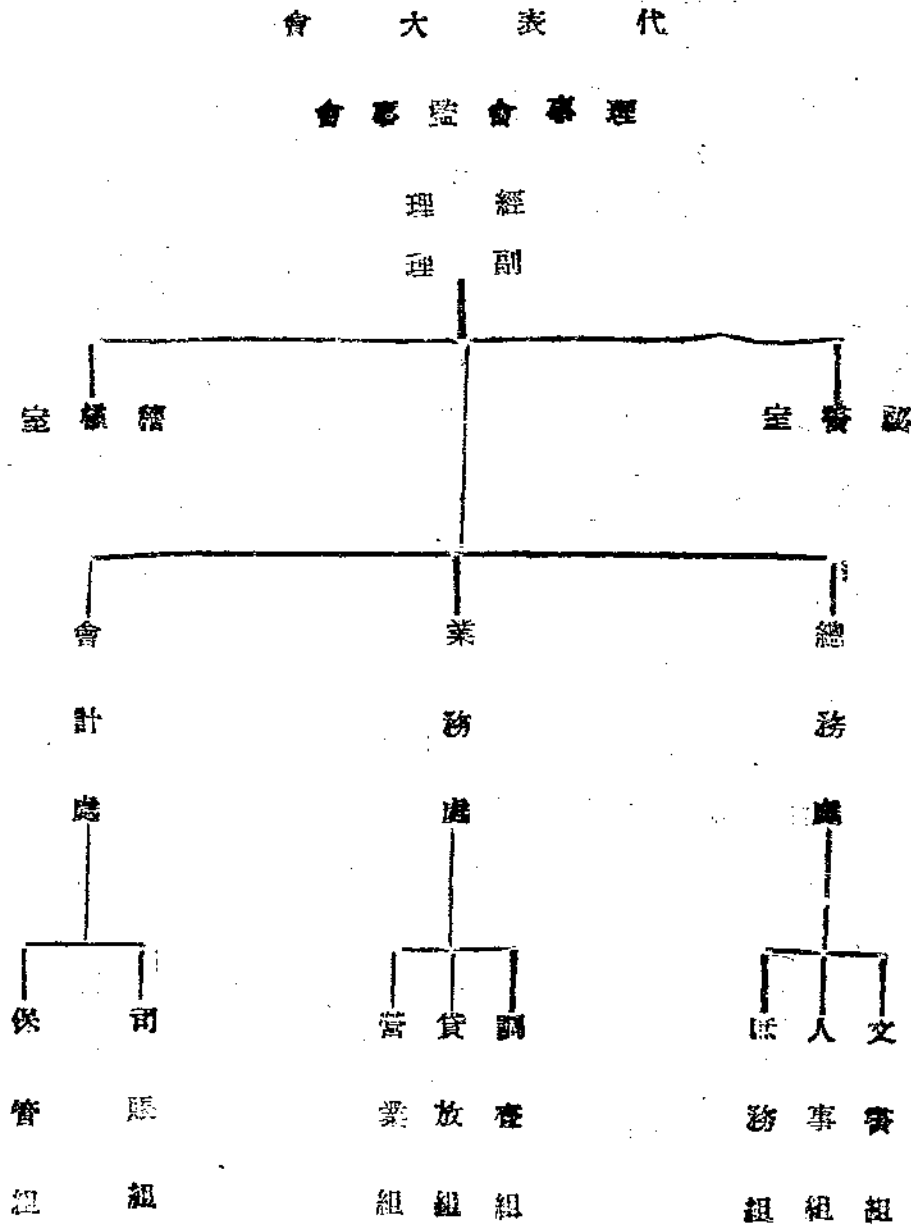 代表大會
理事會監事會
經理
副理
秘書室
稽核室
總務處
業務處
會計處
文書組
人事組
庶務組
調查組
貸放組
營業組
司賬組
保管組